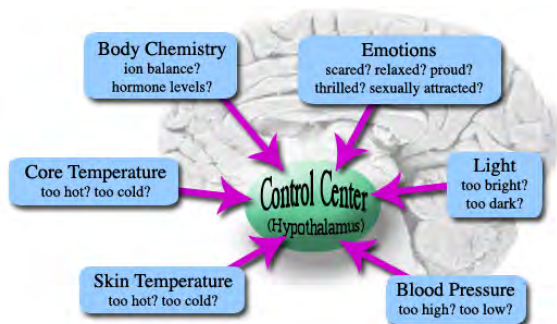 Body Chemistry
ion balance?
hormone levels?
Emotions
scared? relaxed? proud?
thrilled? sexually attracted?
Core Temperature
too hot? too cold?
Control Center
(Hypothalamus)
Light
too bright?
too dark?
Skin Temperature
too hot? too cold?
Blood Pressure
too high? too low?